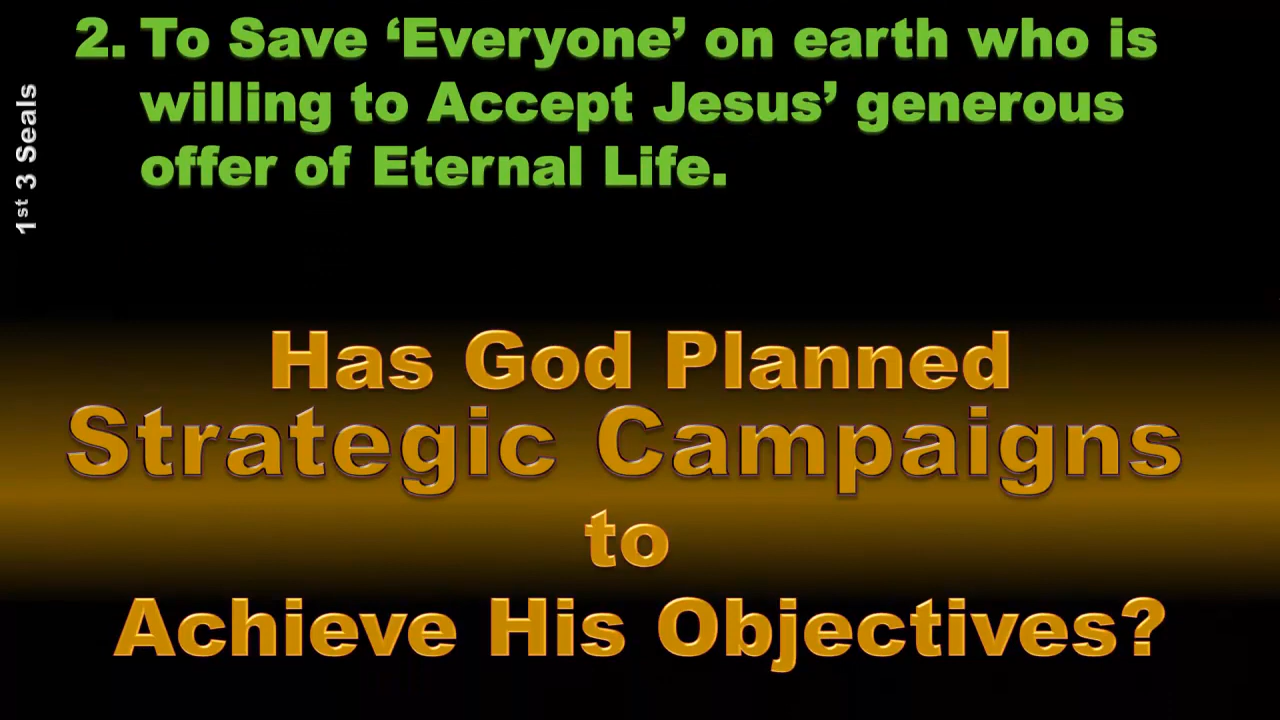 2. To Save ‘Everyone’ on earth who is
willing to Accept Jesus’ generous
offer of Eternal Life.
1st 3 Seals
Has God Planned
Strategic Campaigns
to
Achieve His Objectives?